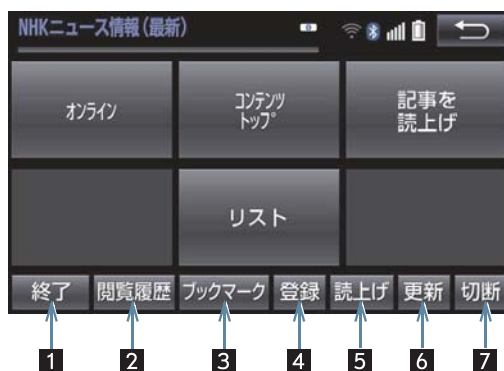 NHKニュース情報(最新)
オンライン
コンテンツ
トップ
記事を
読上げ
リスト
終了 閲覧履歴 ブックマーク 登録 読上げ 更新 切断
1 2 3 4 5 6 7